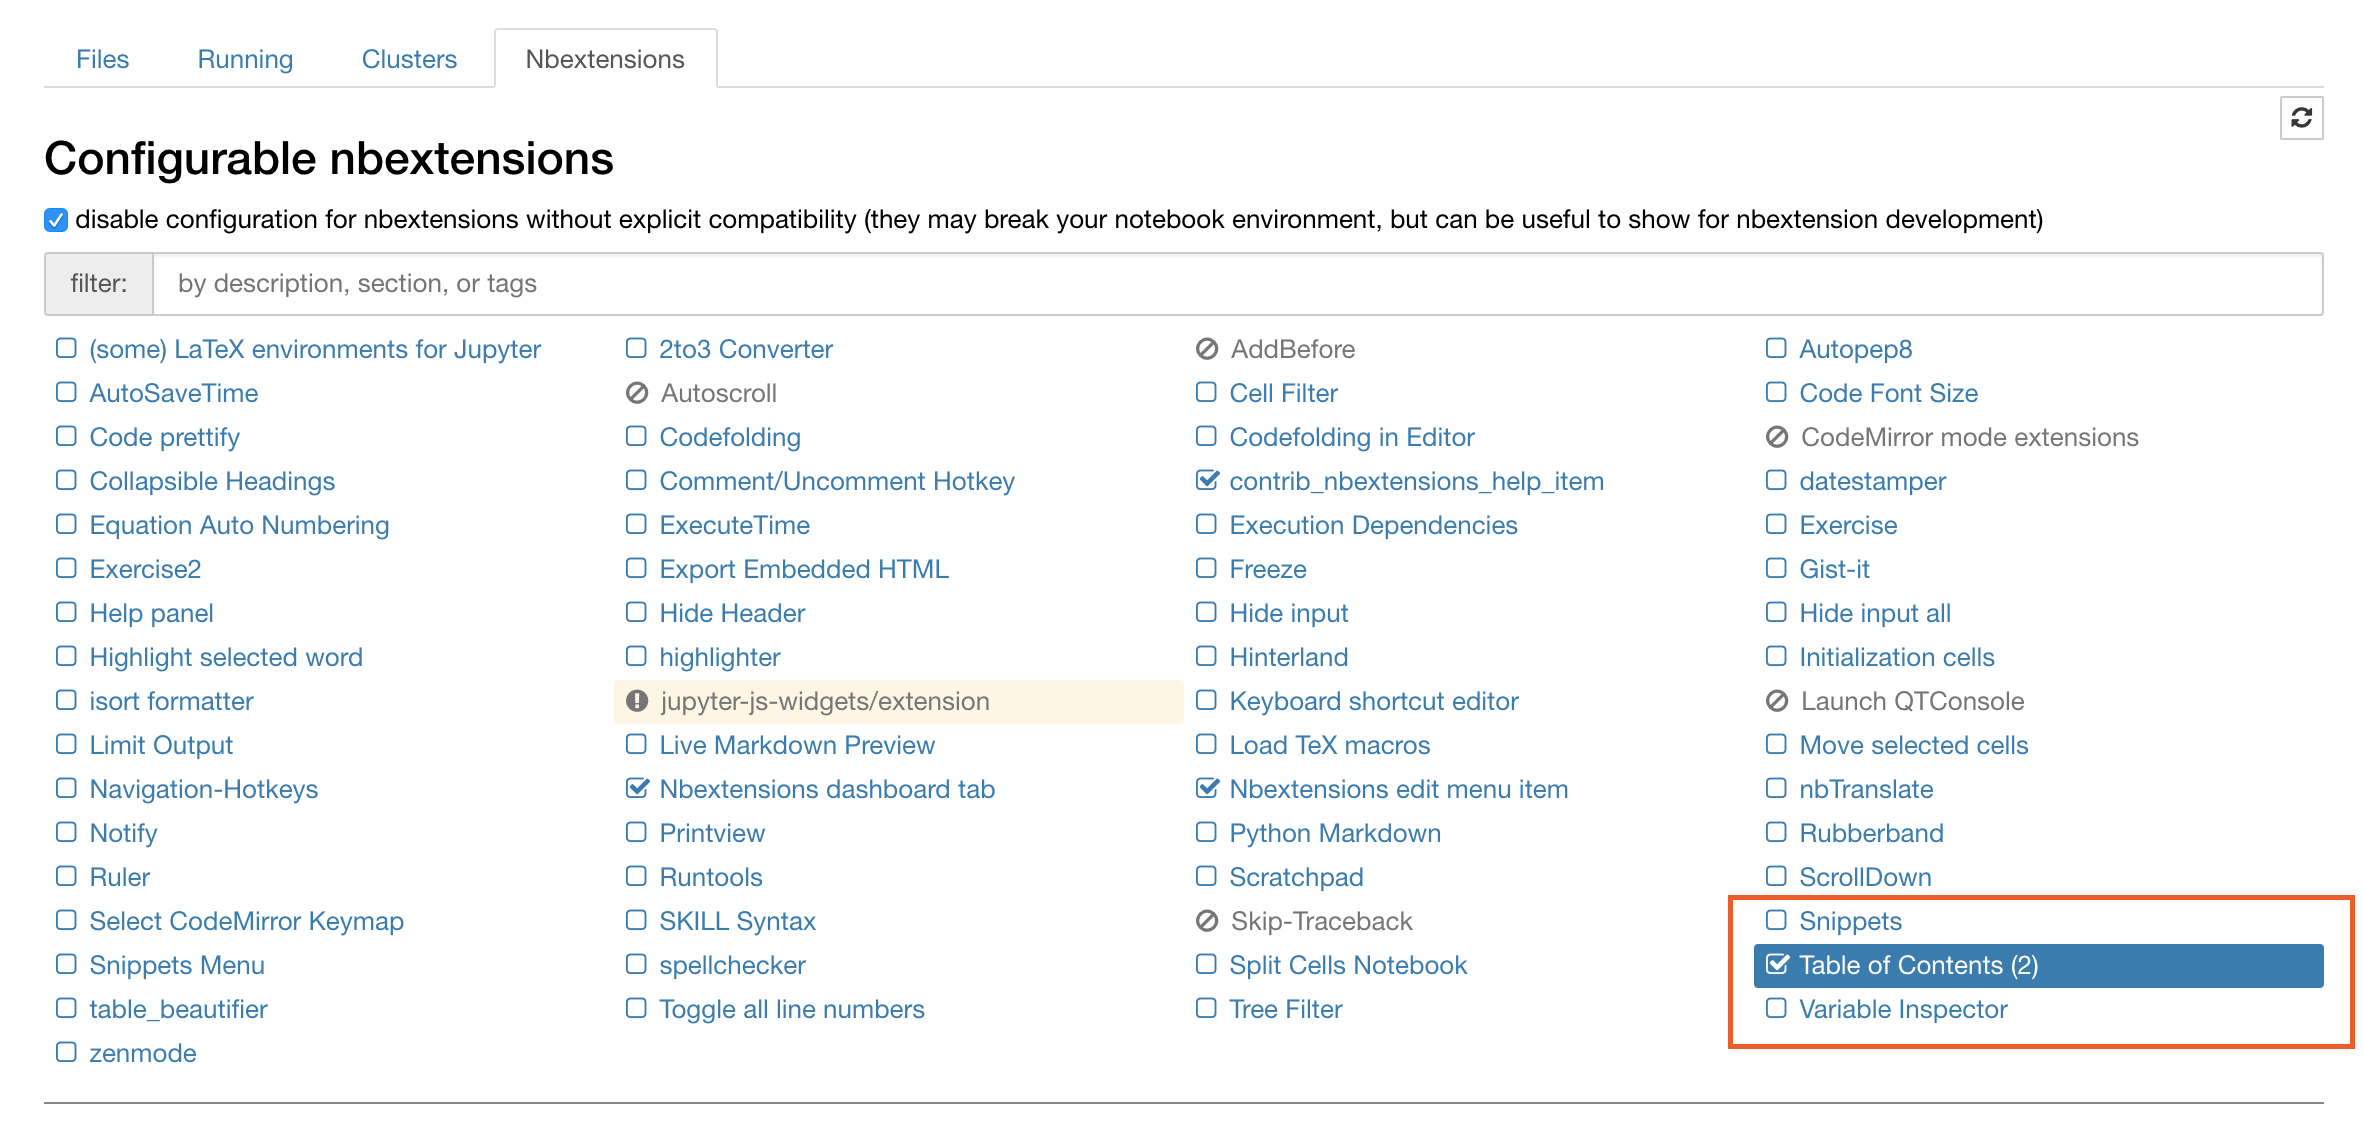 Files Running Clusters Nbextensions
Configurable nbextensions
disable configuration for nbextensions without explicit compatibility (they may break your notebook environment, but can be useful to show for nbextension development)
filter: by description, section, or tags
(some) LaTeX environments for Jupyter 2to3 Converter AddBefore Autopep8
AutoSaveTime Autoscroll Cell Filter Code Font Size
Code prettify Codefolding Codefolding in Editor CodeMirror mode extensions
Collapsible Headings Comment/Uncomment Hotkey contrib_nbextensions_help_item datestamper
Equation Auto Numbering ExecuteTime Execution Dependencies Exercise
Exercise2 Export Embedded HTML Freeze Gist-it
Help panel Hide Header Hide input Hide input all
Highlight selected word highlighter Hinterland Initialization cells
isort formatter jupyter-js-widgets/extension Keyboard shortcut editor Launch QTConsole
Limit Output Live Markdown Preview Load TeX macros Move selected cells
Navigation-Hotkeys Nbextensions dashboard tab Nbextensions edit menu item nbTranslate
Notify Printview Python Markdown Rubberband
Ruler Runtools Scratchpad ScrollDown
Select CodeMirror Keymap SKILL Syntax Skip-Traceback Snippets
Snippets Menu spellchecker Split Cells Notebook Table of Contents (2)
table_beautifier Toggle all line numbers Tree Filter Variable Inspector
zenmode